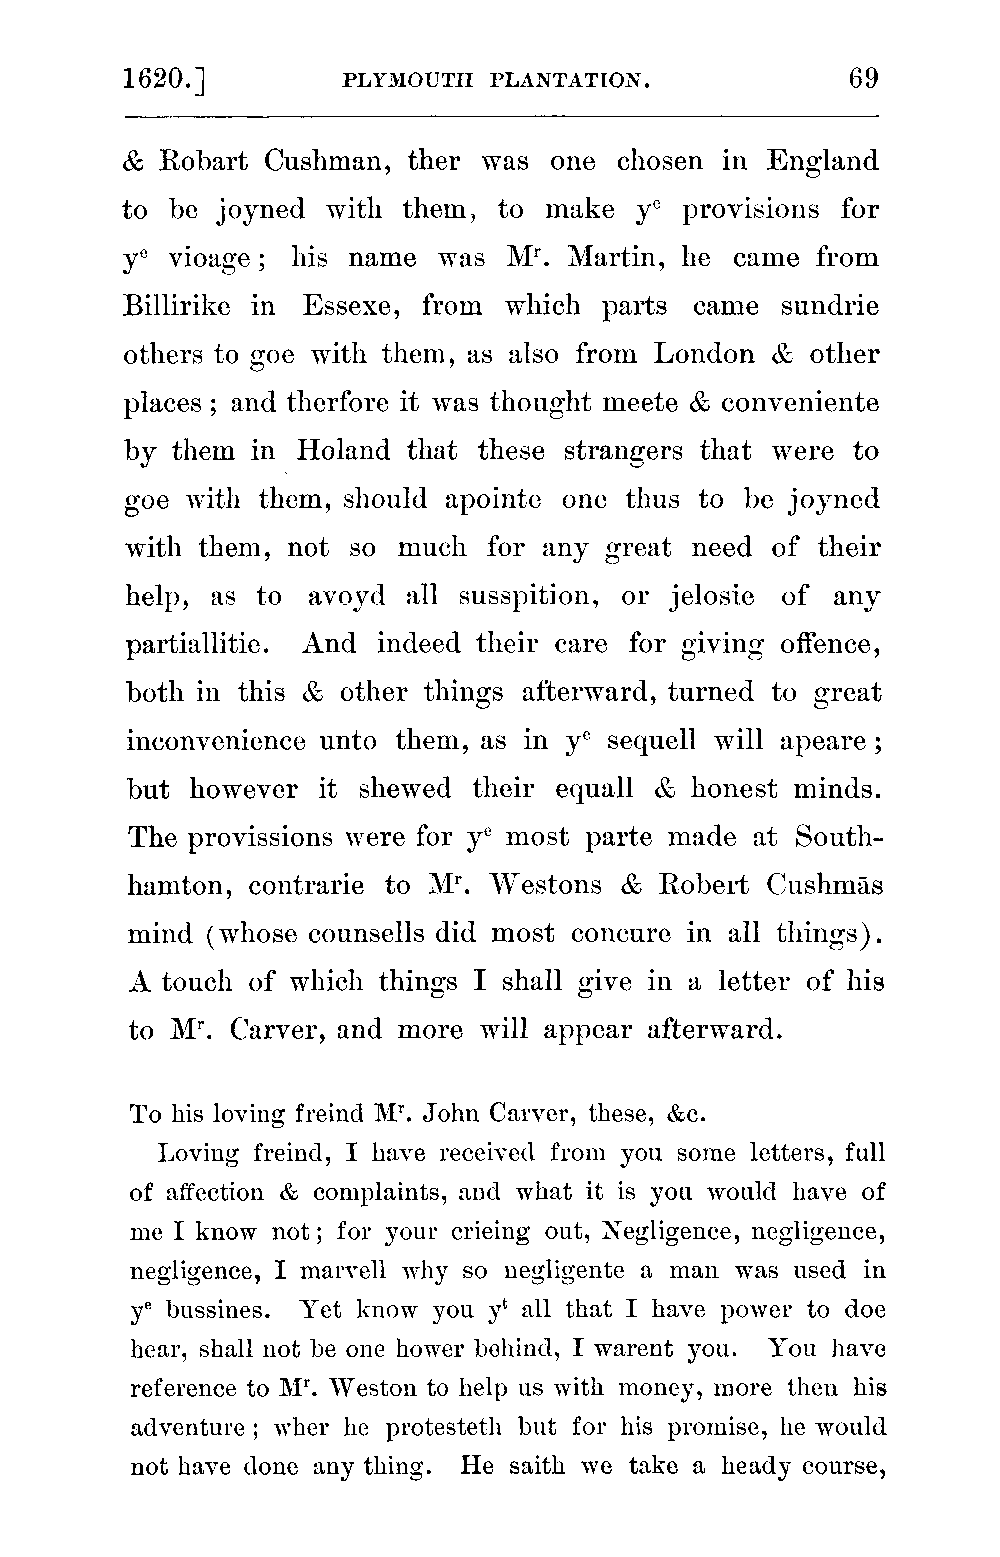 1620.] PLYMOUTH PLANTATION. 69
& Robart Cushman, ther was one chosen in England
to be joyned with them, to make yᵉ provisions for
yᵉ vioage; his name was Mʳ. Martin, he came from
Billirike in Essexe, from which parts came sundrie
others to goe with them, as also from London & other
places; and therfore it was thought meete & conveniente
by them in Holand that these strangers that were to
goe with them, should apointe one thus to be joyned
with them, not so much for any great need of their
help, as to avoyd all susspition, or jelosie of any
partiallitie. And indeed their care for giving offence,
both in this & other things afterward, turned to great
inconvenience unto them, as in yᵉ sequell will apeare;
but however it shewed their equall & honest minds.
The provissions were for yᵉ most parte made at South-
hamton, contrarie to Mʳ. Westons & Robert Cushmās
mind (whose counsells did most concure in all things).
A touch of which things I shall give in a letter of his
to Mʳ. Carver, and more will appear afterward.
To his loving freind Mʳ. John Carver, these, &c.
Loving freind, I have received from you some letters, full
of affection & complaints, and what it is you would have of
me I know not; for your crieing out, Negligence, negligence,
negligence, I marvell why so negligente a man was used in
yᵉ bussines. Yet know you yᵗ all that I have power to doe
hear, shall not be one hower behind, I warent you. You have
reference to Mʳ. Weston to help us with money, more then his
adventure; wher he protesteth but for his promise, he would
not have done any thing. He saith we take a heady course,